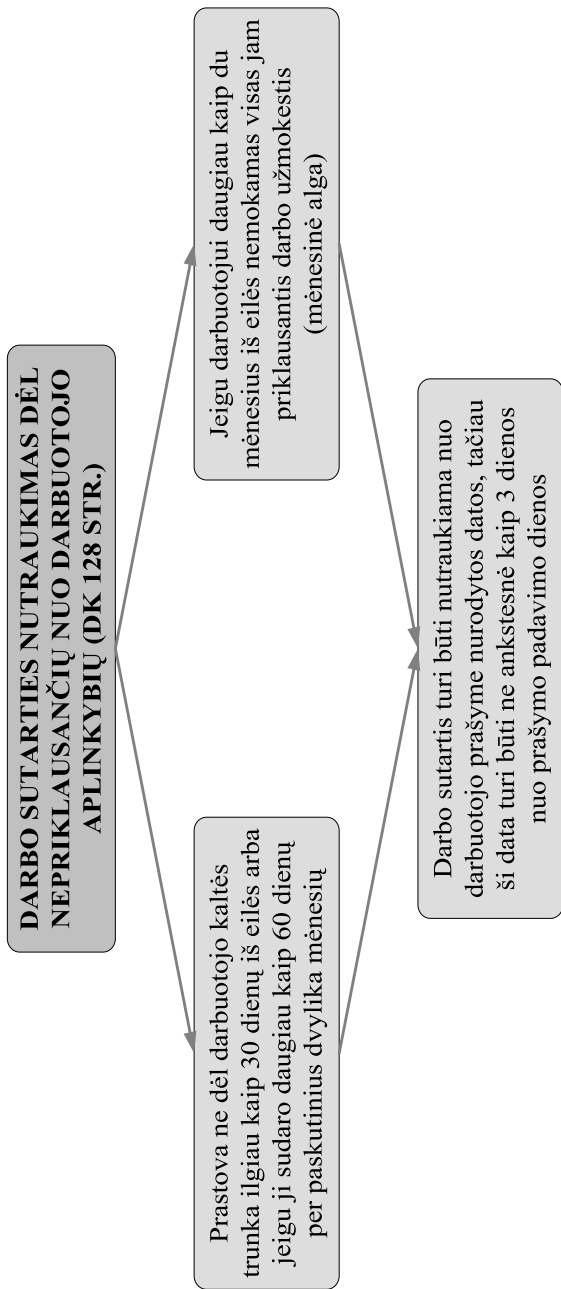 DARBO SUTARTIES NUTRAUKIMAS DĖL
NEPRIKLAUSANČIŲ NUO DARBUOTOJO
APLINKYBIŲ (DK 128 STR.)
Prastova ne dėl darbuotojo kaltės
trunka ilgiau kaip 30 dienų iš eilės arba
jeigu ji sudaro daugiau kaip 60 dienų
per paskutinius dvylika mėnesių
Jeigu darbuotojui daugiau kaip du
mėnesius iš eilės nemokamas visas jam
priklausantis darbo užmokestis
(mėnesinė alga)
Darbo sutartis turi būti nutraukiama nuo
darbuotojo prašyme nurodytos datos, tačiau
ši data turi būti ne ankstesnė kaip 3 dienos
nuo prašymo padavimo dienos